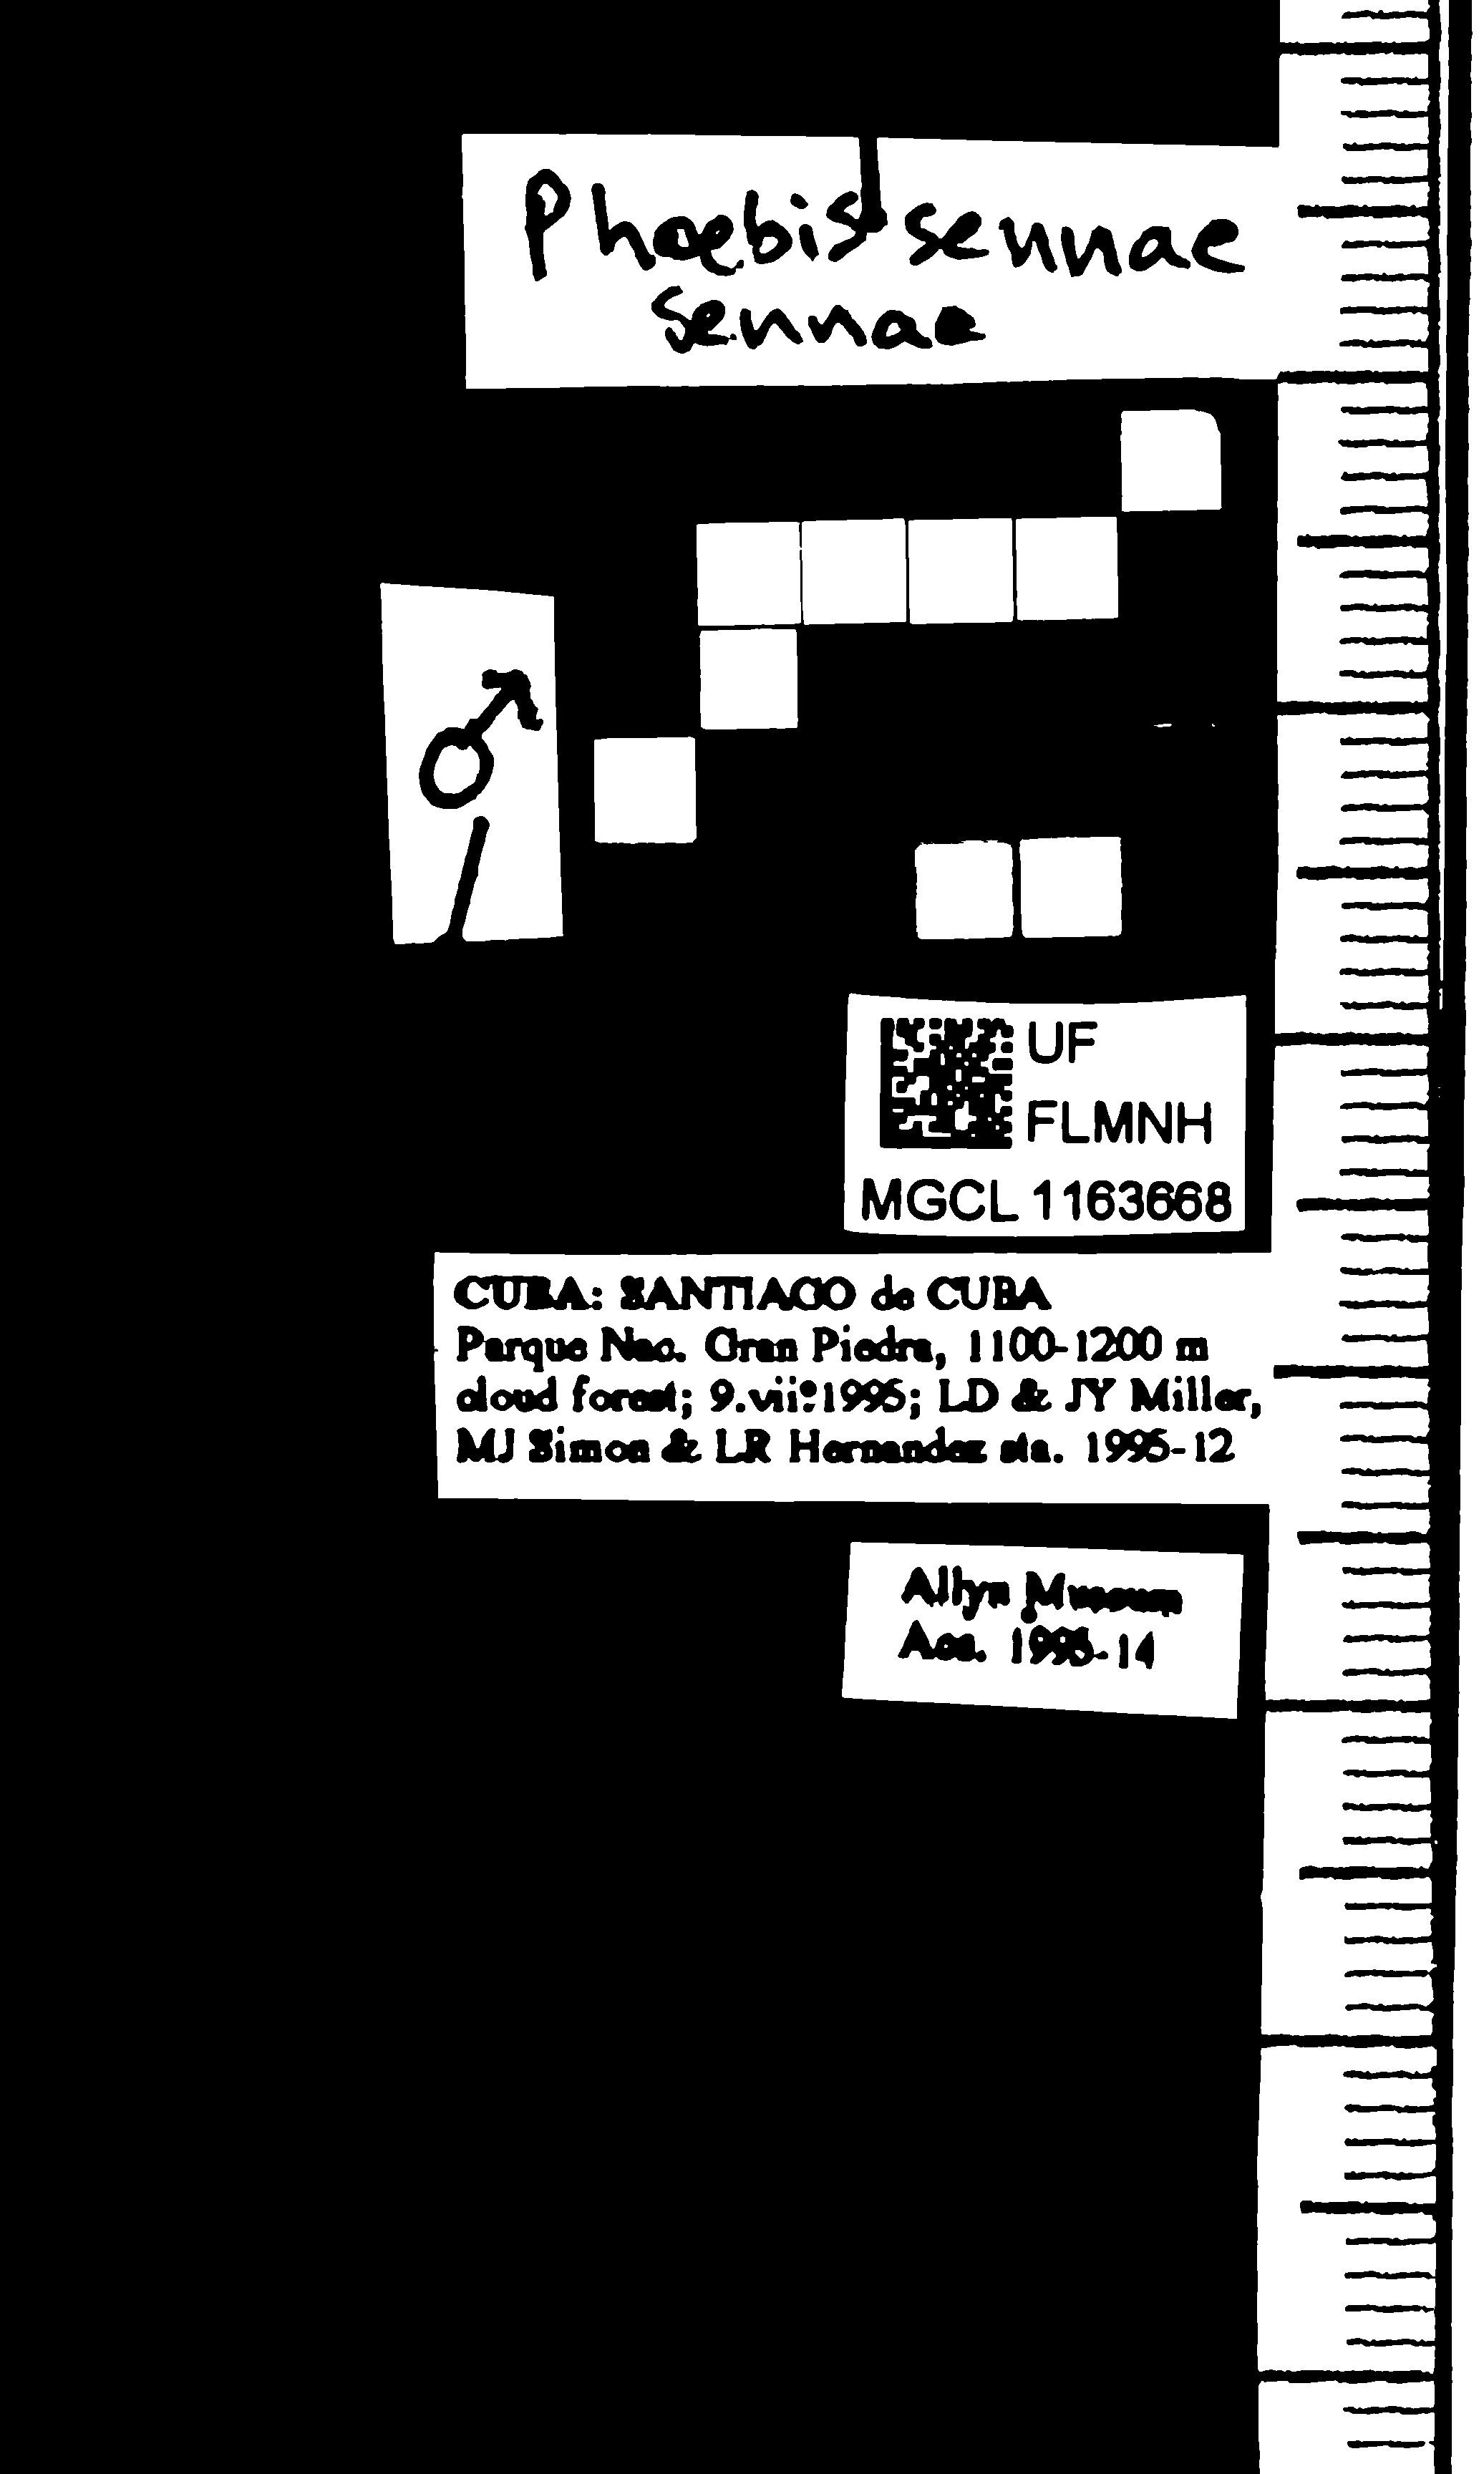 Phoebis sennae
sennae
♂
UF
FLMNH
MGCL 1163668
CUBA: SANTIAGO de CUBA
Parque Nac. Gran Piedra, 1100-1200 m
cloud forest; 9.vii.1995; LD & JY Miller,
MJ Simon & LR Hernandez sta. 1995-12
Allyn Museum
Acc. 1995-14